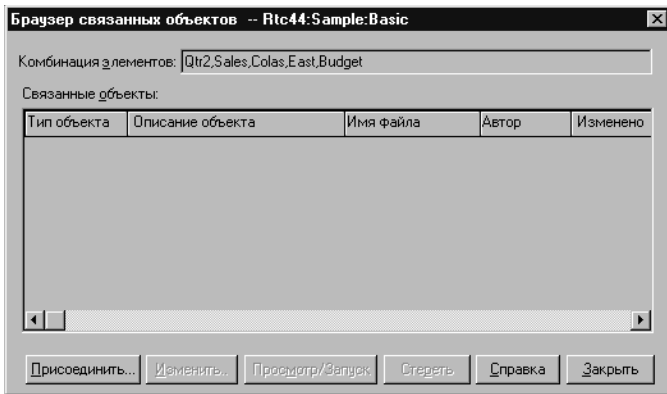 Браузер связанных объектов -- Rtc44:Sample:Basic
Комбинация элементов: Qtr2,Sales,Colas,East,Budget
Связанные объекты:
Тип объекта Описание объекта Имя файла Автор Изменено
Присоединить... Изменить.. Просмотр/Запуск Стереть Справка Закрыть